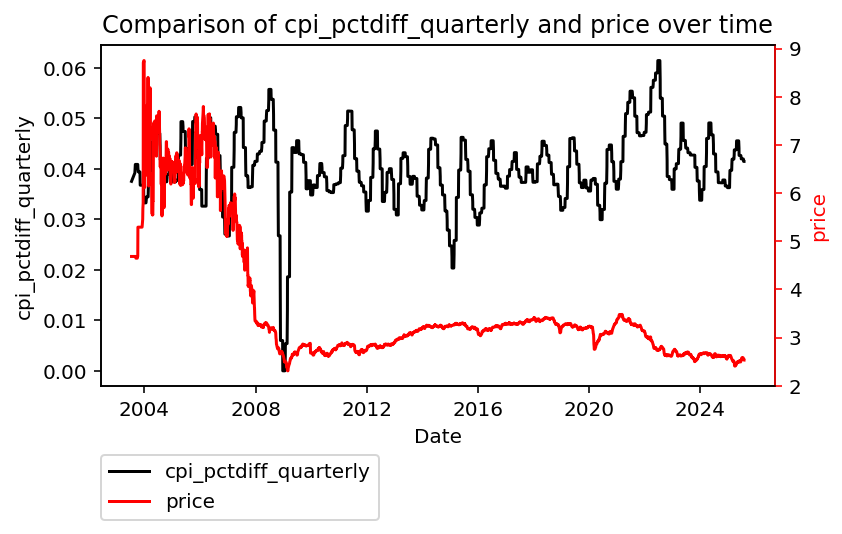 Comparison of cpi_pctdiff_quarterly and price over time
cpi_pctdiff_quarterly
0.06
0.05
0.04
0.03
0.02
0.01
0.00
9
8
7
6
5
4
3
2
price
2004 2008 2012 2016 2020 2024
Date
cpi_pctdiff_quarterly
price